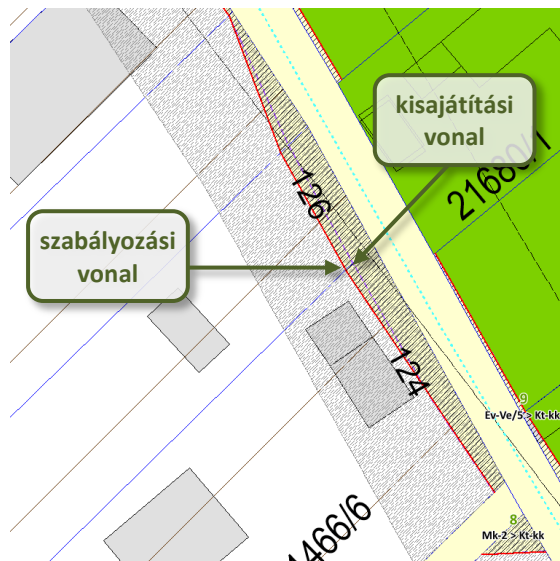 kisajátítási
vonal
21680/1
126
szabályozási
vonal
124
9
Ev-Ve/5 > Kt-kk
1466/6
8
Mk-2 > Kt-kk